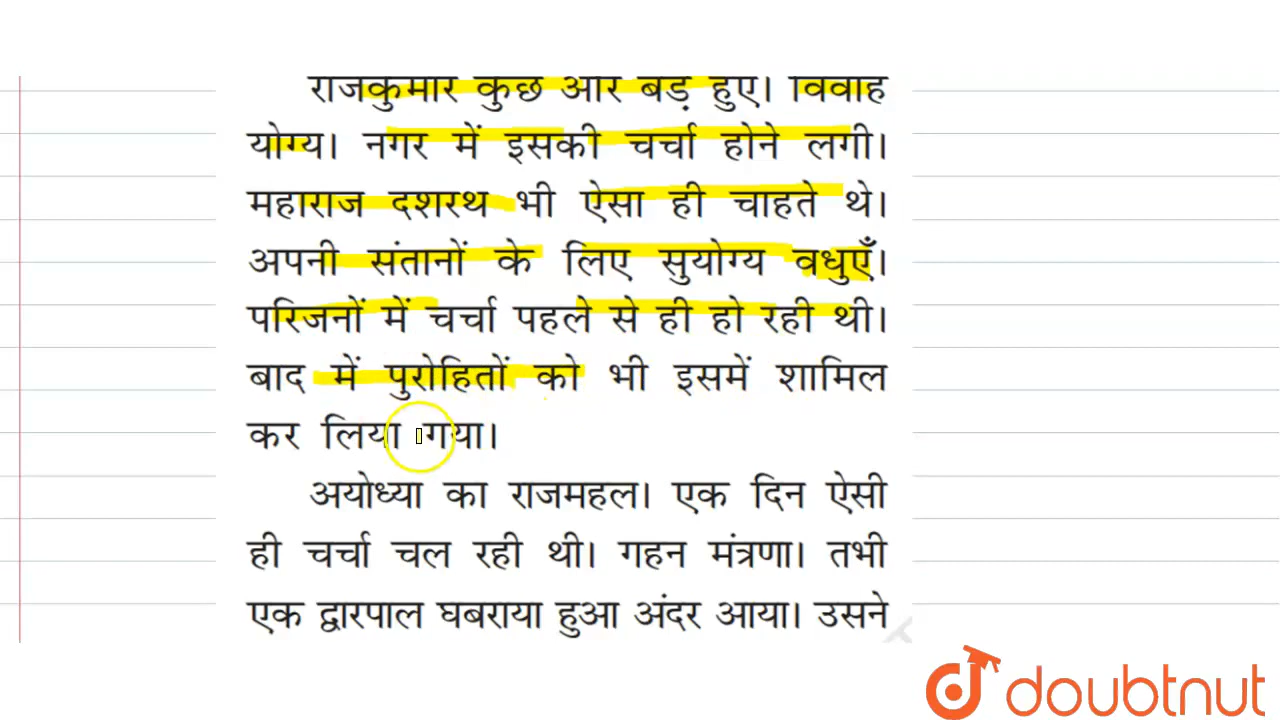 राजकुमार कुछ और बड़े हुए। विवाह
योग्य। नगर में इसकी चर्चा होने लगी।
महाराज दशरथ भी ऐसा ही चाहते थे।
अपनी संतानों के लिए सुयोग्य वधुएँ।
परिजनों में चर्चा पहले से ही हो रही थी।
बाद में पुरोहितों को भी इसमें शामिल
कर लिया गया।
अयोध्या का राजमहल। एक दिन ऐसी
ही चर्चा चल रही थी। गहन मंत्रणा। तभी
एक द्वारपाल घबराया हुआ अंदर आया। उसने
doubtnut